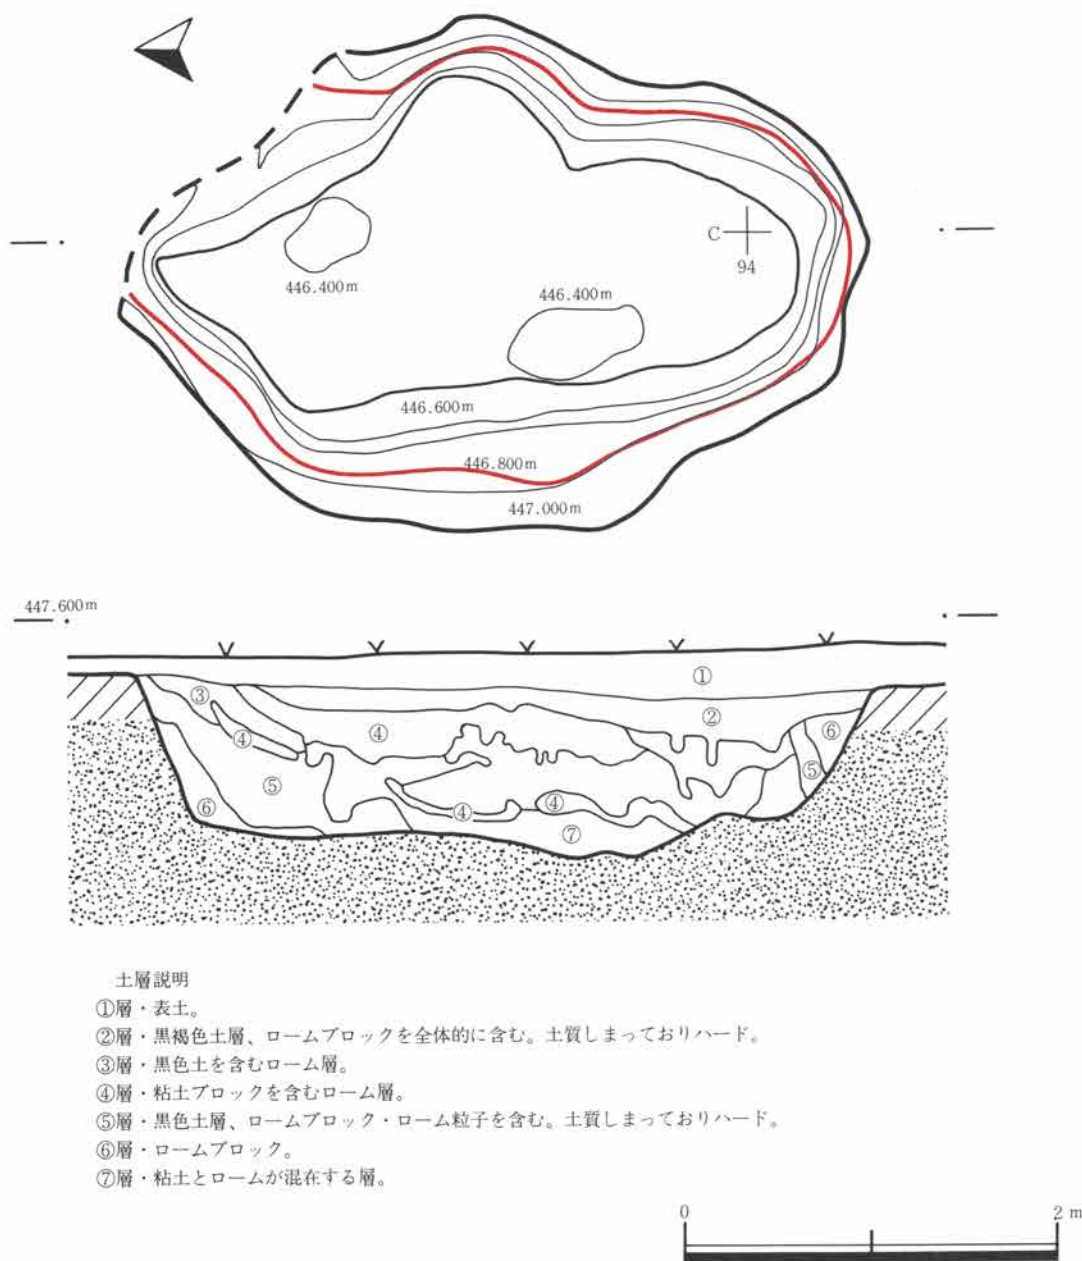 446.400m
446.400m
C
94
446.600m
446.800m
447.000m
447.600m
①
②
③
④
④
⑤
⑥
⑥
⑤
④
④
⑦
土層説明
①層・表土。
②層・黒褐色土層、ロームブロックを全体的に含む。土質しまっておりハード。
③層・黒色土を含むローム層。
④層・粘土ブロックを含むローム層。
⑤層・黒色土層、ロームブロック・ローム粒子を含む。土質しまっておりハード。
⑥層・ロームブロック。
⑦層・粘土とロームが混在する層。
0 2m